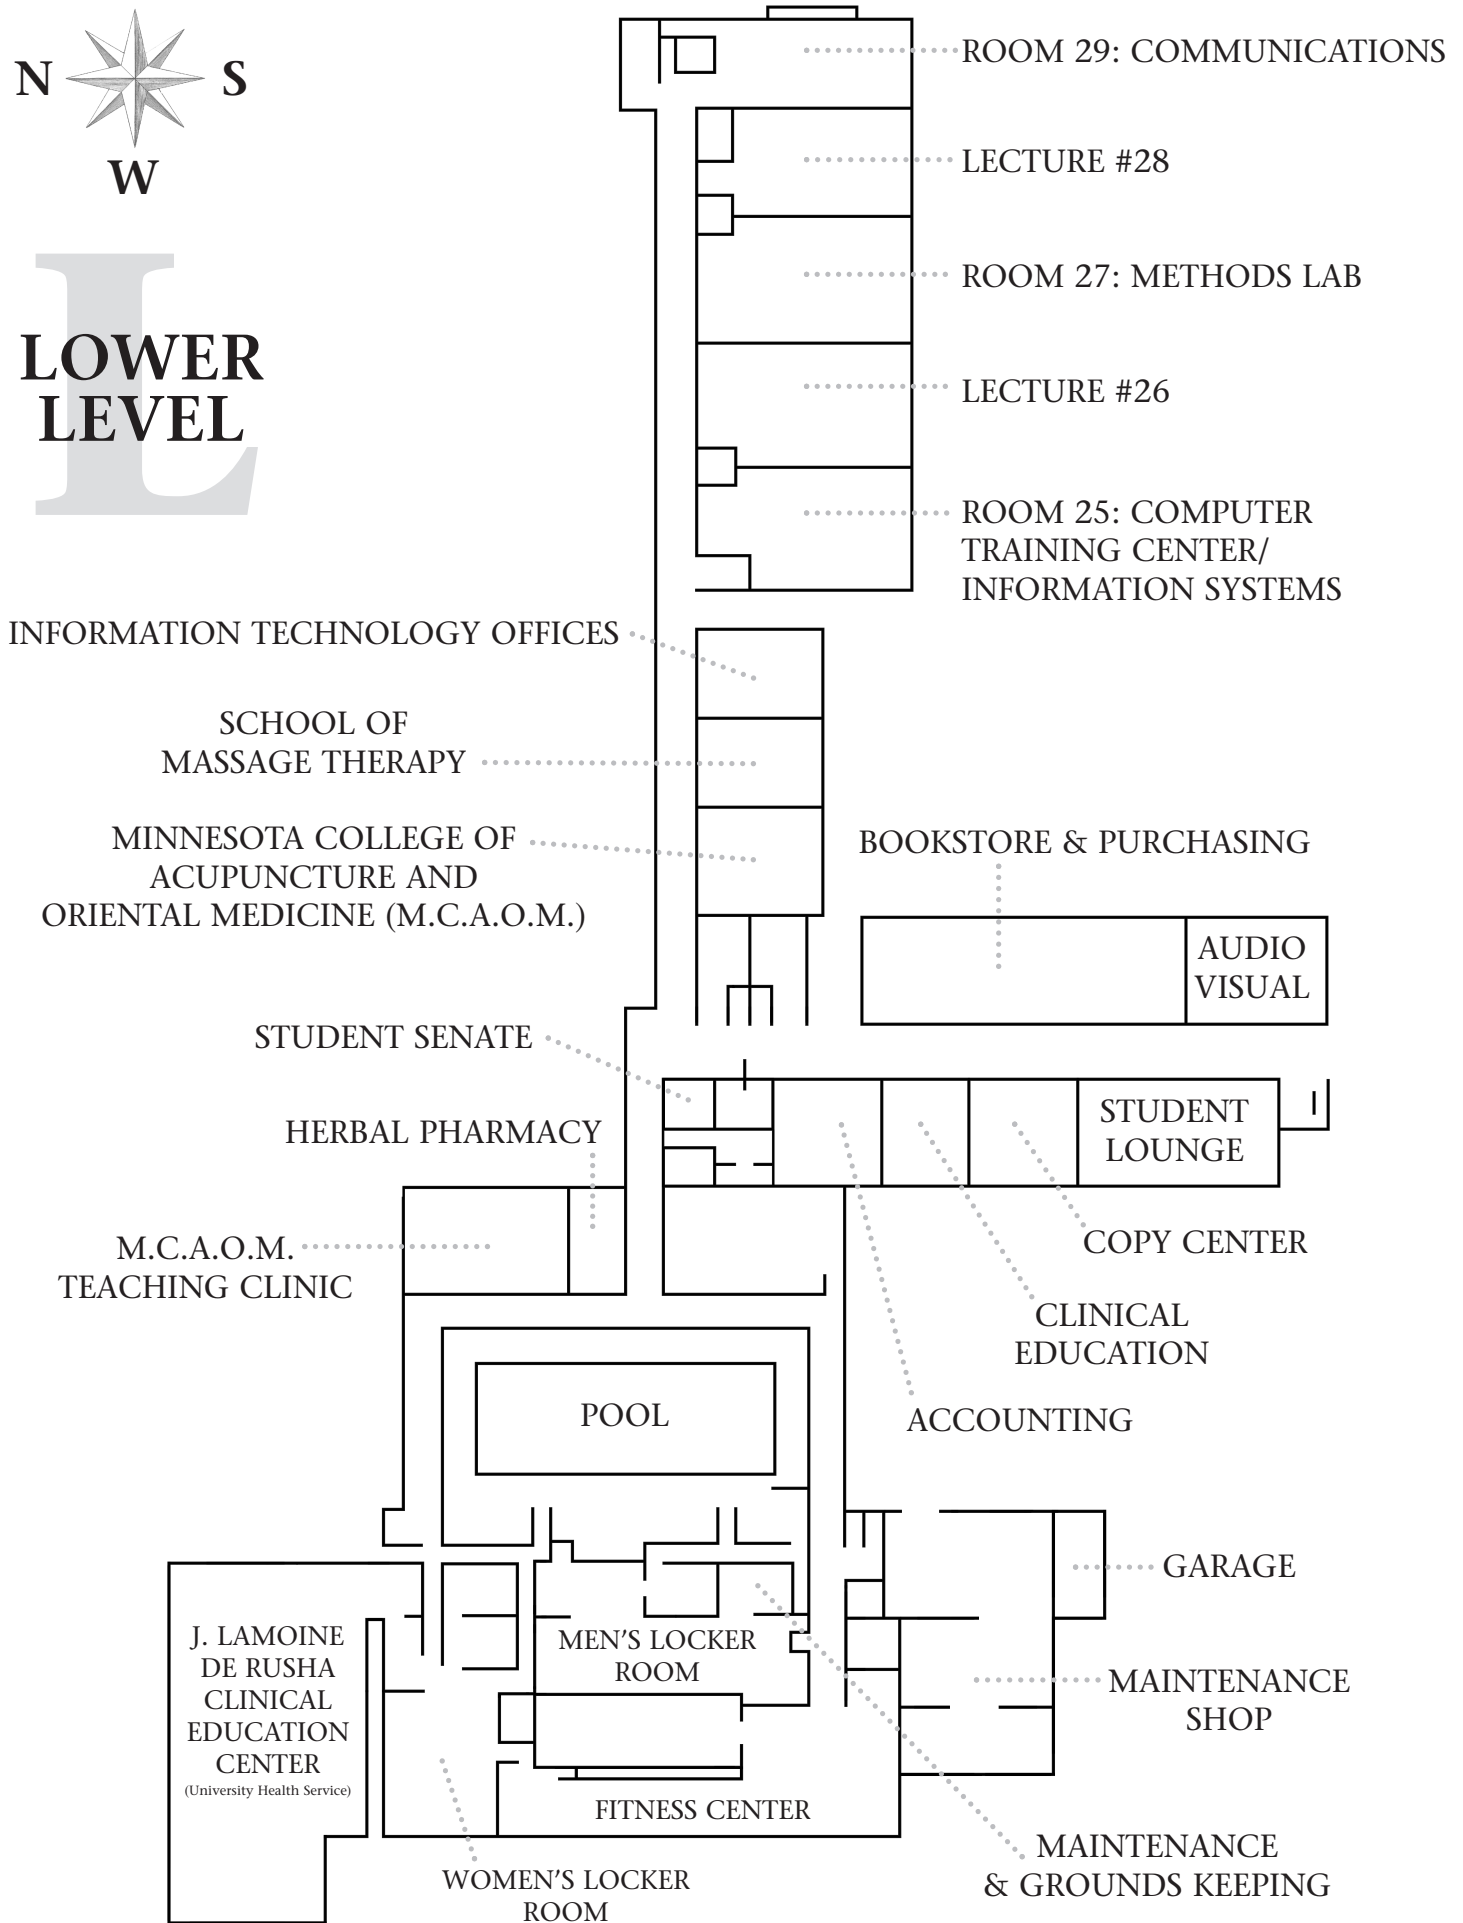 N
S
W
L
LOWER
LEVEL
ROOM 29: COMMUNICATIONS
LECTURE #28
ROOM 27: METHODS LAB
LECTURE #26
ROOM 25: COMPUTER
TRAINING CENTER/
INFORMATION SYSTEMS
INFORMATION TECHNOLOGY OFFICES
SCHOOL OF
MASSAGE THERAPY
MINNESOTA COLLEGE OF
ACUPUNCTURE AND
ORIENTAL MEDICINE (M.C.A.O.M.)
BOOKSTORE & PURCHASING
AUDIO
VISUAL
STUDENT SENATE
HERBAL PHARMACY
STUDENT
LOUNGE
M.C.A.O.M.
TEACHING CLINIC
COPY CENTER
CLINICAL
EDUCATION
ACCOUNTING
POOL
GARAGE
J. LAMOINE
DE RUSHA
CLINICAL
EDUCATION
CENTER
(University Health Service)
MEN'S LOCKER
ROOM
MAINTENANCE
SHOP
FITNESS CENTER
MAINTENANCE
& GROUNDS KEEPING
WOMEN'S LOCKER
ROOM